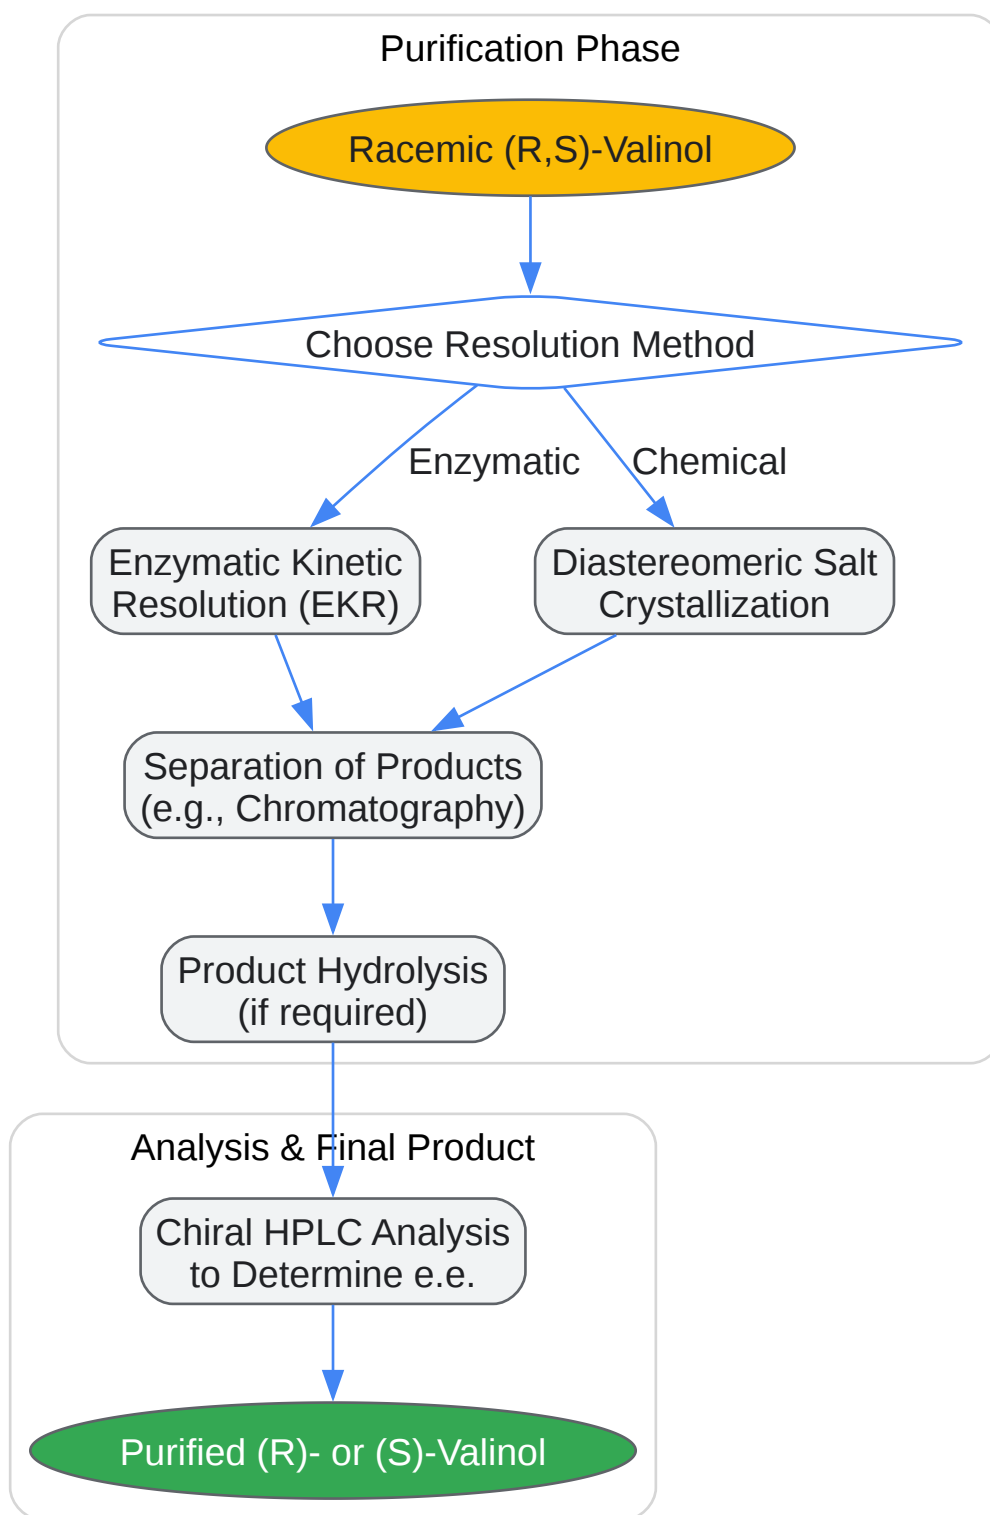 Purification Phase
Racemic (R,S)-Valinol
Choose Resolution Method
Enzymatic
Chemical
Enzymatic Kinetic
Resolution (EKR)
Diastereomeric Salt
Crystallization
Separation of Products
(e.g., Chromatography)
Product Hydrolysis
(if required)
Analysis & Final Product
Chiral HPLC Analysis
to Determine e.e.
Purified (R)- or (S)-Valinol